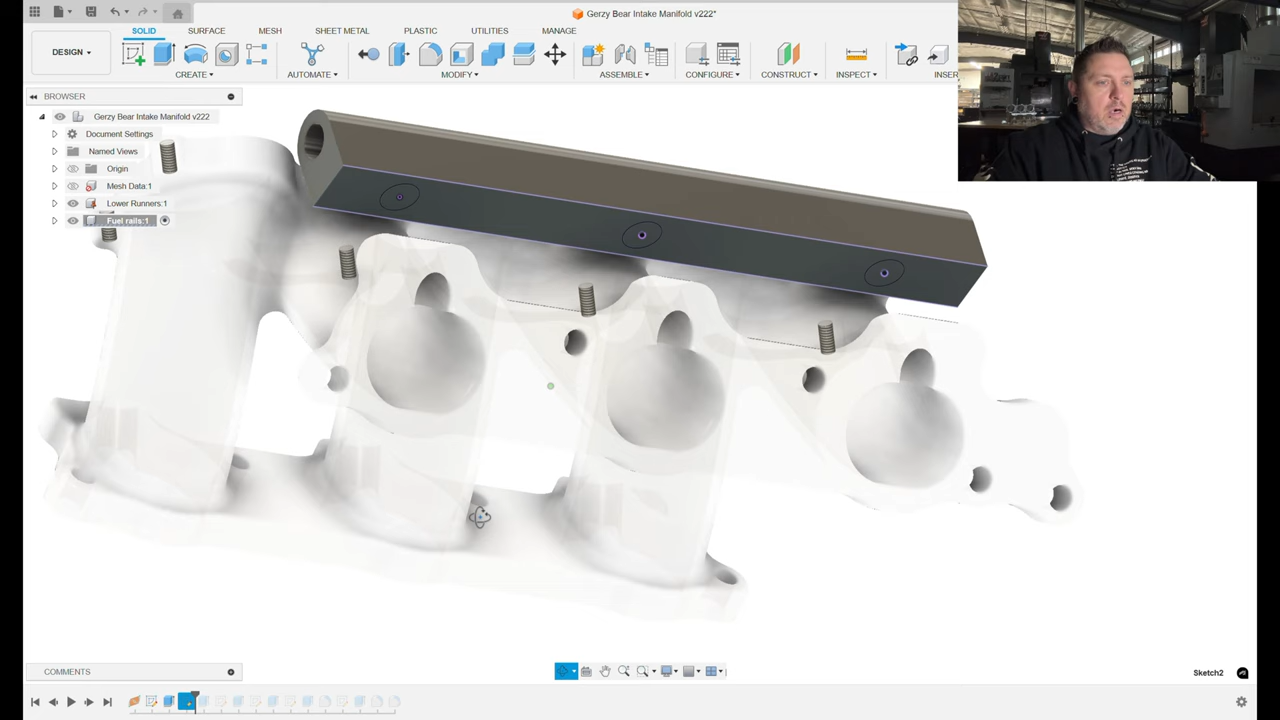 Gerzy Bear Intake Manifold v222*
SOLID SURFACE MESH SHEET METAL PLASTIC UTILITIES MANAGE
DESIGN
CREATE AUTOMATE MODIFY ASSEMBLE CONFIGURE CONSTRUCT INSPECT INSER
BROWSER
Gerzy Bear Intake Manifold v222
Document Settings
Named Views
Origin
Mesh Data:1
Lower Runners:1
Fuel rails:1
COMMENTS
Sketch2